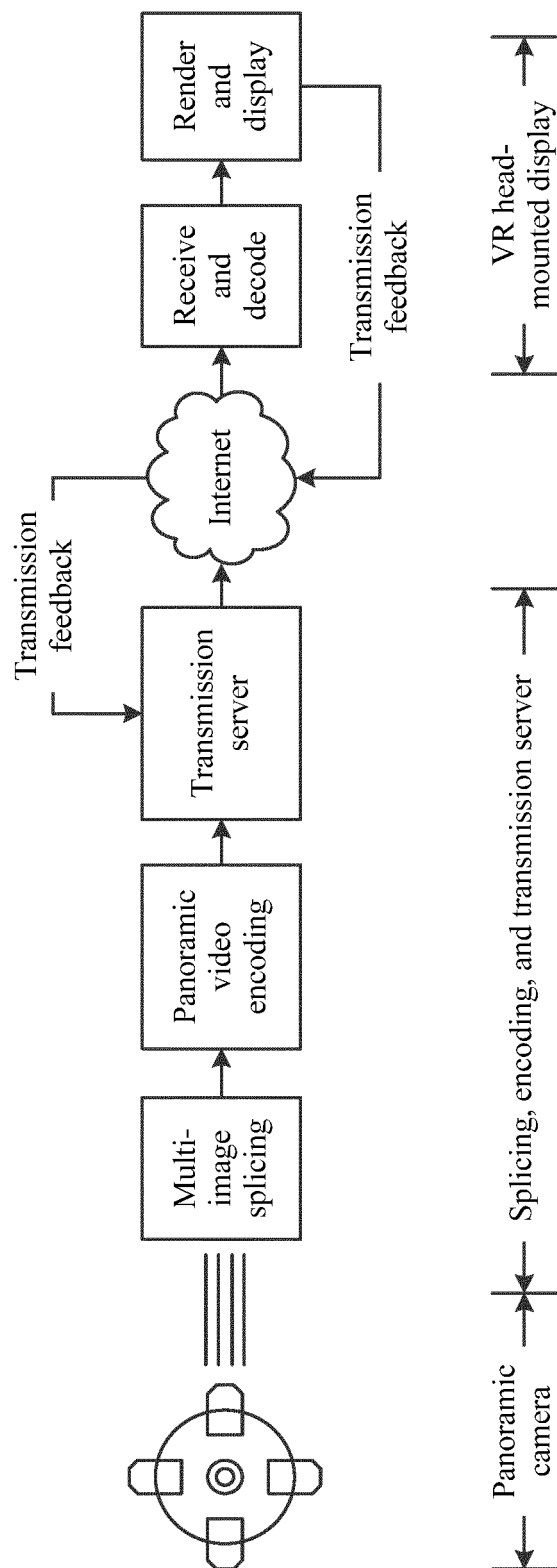 Transmission
feedback
Multi-
image
splicing
Panoramic
video
encoding
Transmission
server
Internet
Receive
and
decode
Render
and
display
Transmission
feedback
Panoramic
camera
Splicing, encoding, and transmission server
VR head-
mounted display